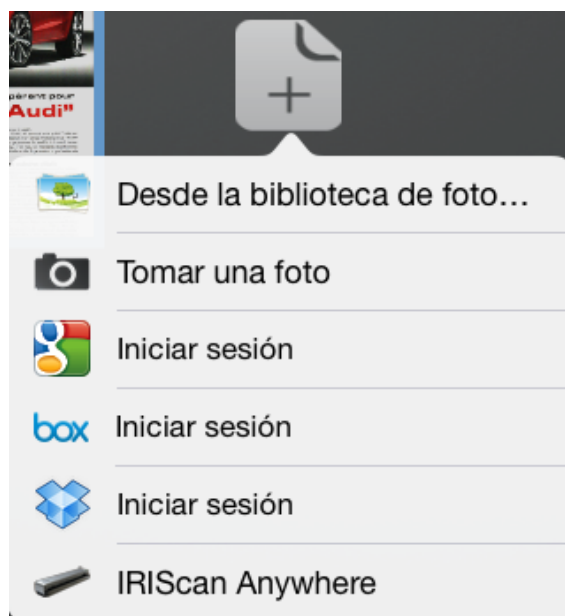 parent pour
Audi"
Desde la biblioteca de foto...
Tomar una foto
Iniciar sesión
box Iniciar sesión
Iniciar sesión
IRIScan Anywhere